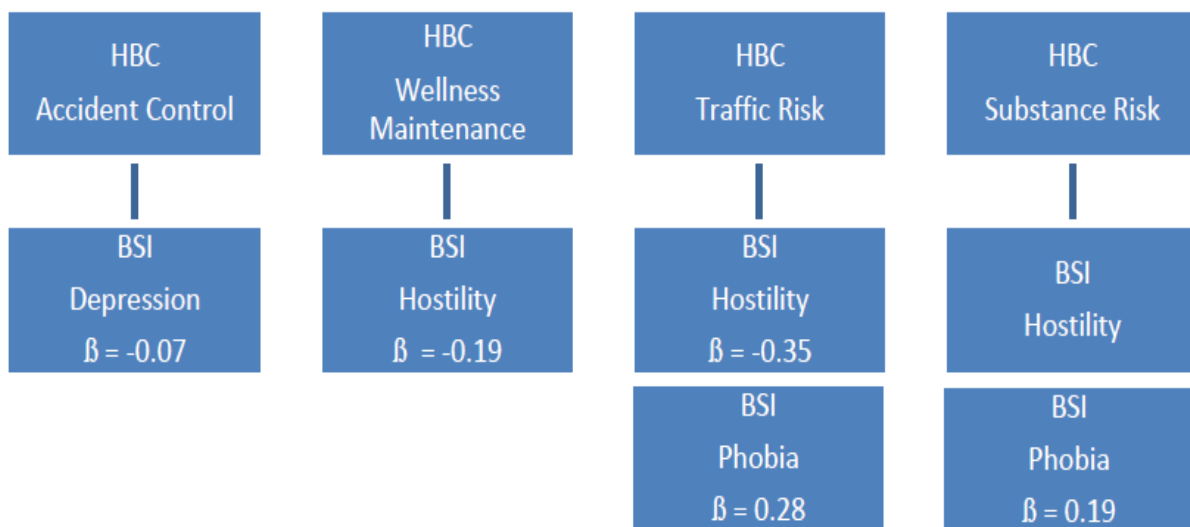 HBC
Accident Control
HBC
Wellness
Maintenance
HBC
Traffic Risk
HBC
Substance Risk
BSI
Depression
ß = -0.07
BSI
Hostility
ß  = -0.19
BSI
Hostility
ß = -0.35
BSI
Hostility
BSI
Phobia
ß = 0.28
BSI
Phobia
ß = 0.19